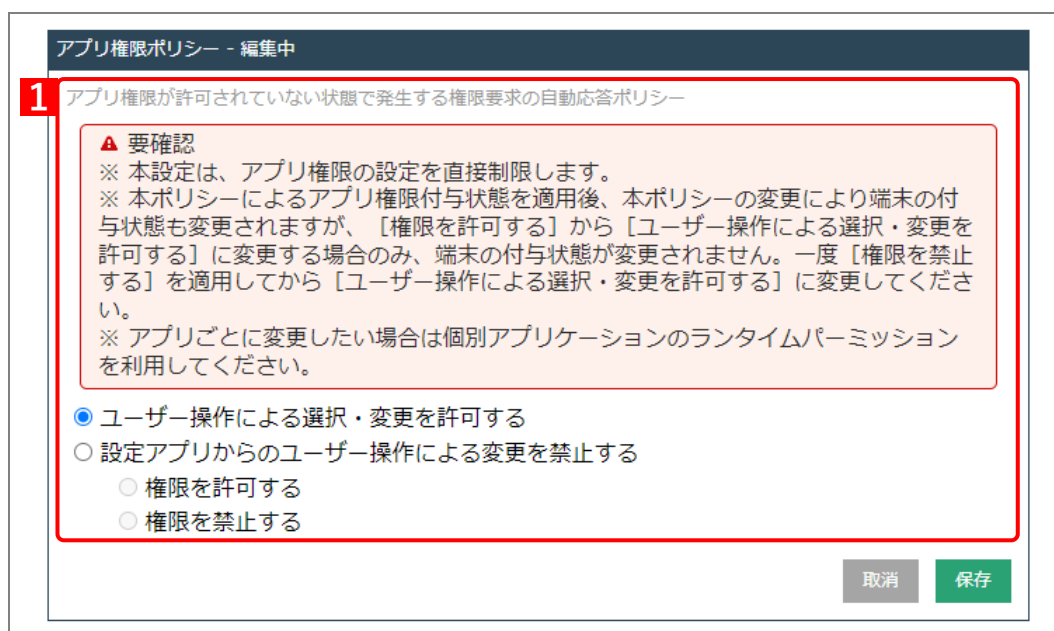 アプリ権限ポリシー - 編集中
1
アプリ権限が許可されていない状態で発生する権限要求の自動応答ポリシー
要確認
※ 本設定は、アプリ権限の設定を直接制限します。
※ 本ポリシーによるアプリ権限付与状態を適用後、本ポリシーの変更により端末の付
与状態も変更されますが、［権限を許可する］から［ユーザー操作による選択・変更を
許可する］に変更する場合のみ、端末の付与状態が変更されません。一度［権限を禁止
する］を適用してから［ユーザー操作による選択・変更を許可する］に変更してくださ
い。
※ アプリごとに変更したい場合は個別アプリケーションのランタイムパーミッション
を利用してください。
ユーザー操作による選択・変更を許可する
設定アプリからのユーザー操作による変更を禁止する
権限を許可する
権限を禁止する
取消
保存